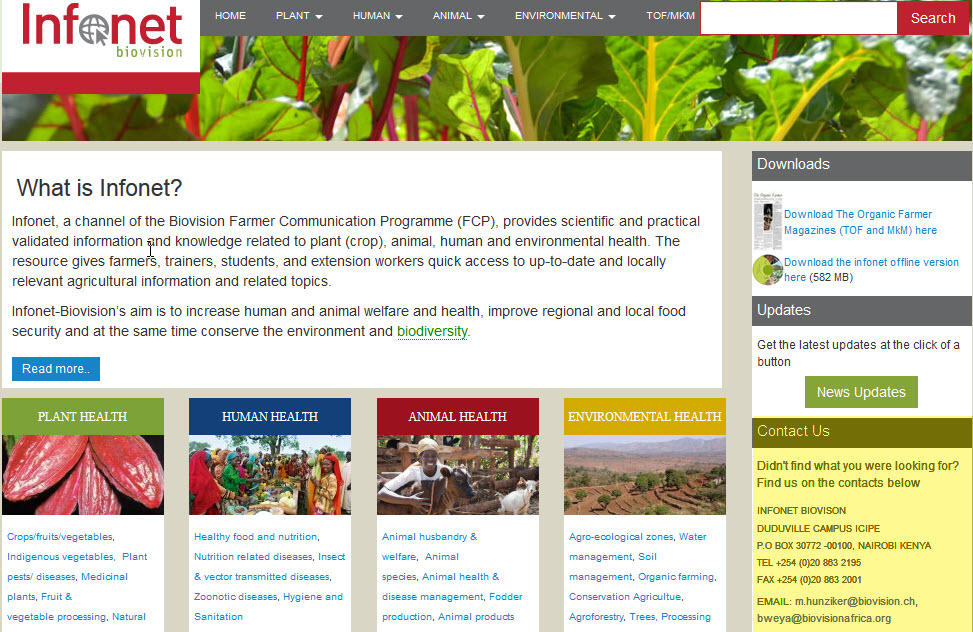 Infonet
biovision
HOME PLANT HUMAN ANIMAL ENVIRONMENTAL TOF/MKM Search
What is Infonet?
Infonet, a channel of the Biovision Farmer Communication Programme (FCP), provides scientific and practical
validated information and knowledge related to plant (crop), animal, human and environmental health. The
resource gives farmers, trainers, students, and extension workers quick access to up-to-date and locally
relevant agricultural information and related topics.
Infonet-Biovision's aim is to increase human and animal welfare and health, improve regional and local food
security and at the same time conserve the environment and biodiversity.
Read more..
PLANT HEALTH
Crops/fruits/vegetables,
Indigenous vegetables, Plant
pests/ diseases, Medicinal
plants, Fruit &
vegetable processing, Natural
HUMAN HEALTH
Healthy food and nutrition,
Nutrition related diseases, Insect
& vector transmitted diseases,
Zoonotic diseases, Hygiene and
Sanitation
ANIMAL HEALTH
Animal husbandry &
welfare, Animal
species, Animal health &
disease management, Fodder
production, Animal products
ENVIRONMENTAL HEALTH
Agro-ecological zones, Water
management, Soil
management, Organic farming,
Conservation Agricultue,
Agroforestry, Trees, Processing
Downloads
Download The Organic Farmer
Magazines (TOF and MkM) here
Download the infonet offline version
here (582 MB)
Updates
Get the latest updates at the click of a
button
News Updates
Contact Us
Didn't find what you were looking for?
Find us on the contacts below
INFONET BIOVISON
DUDUVILLE CAMPUS ICIPE
P.O BOX 30772 -00100, NAIROBI KENYA
TEL +254 (0)20 863 2195
FAX +254 (0)20 863 2001
EMAIL: m.hunziker@biovision.ch,
bweya@biovisionafrica.org